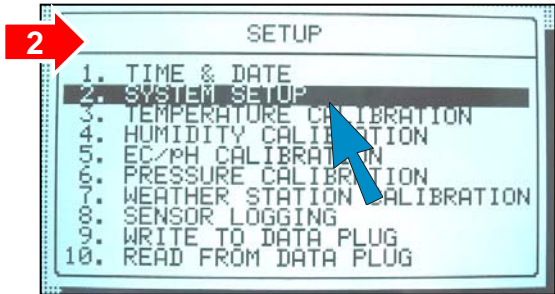 2
SETUP
1. TIME & DATE
2. SYSTEM SETUP
3. TEMPERATURE CALIBRATION
4. HUMIDITY CALIBRATION
5. EC/PH CALIBRATION
6. PRESSURE CALIBRATION
7. WEATHER STATION CALIBRATION
8. SENSOR LOGGING
9. WRITE TO DATA PLUG
10. READ FROM DATA PLUG